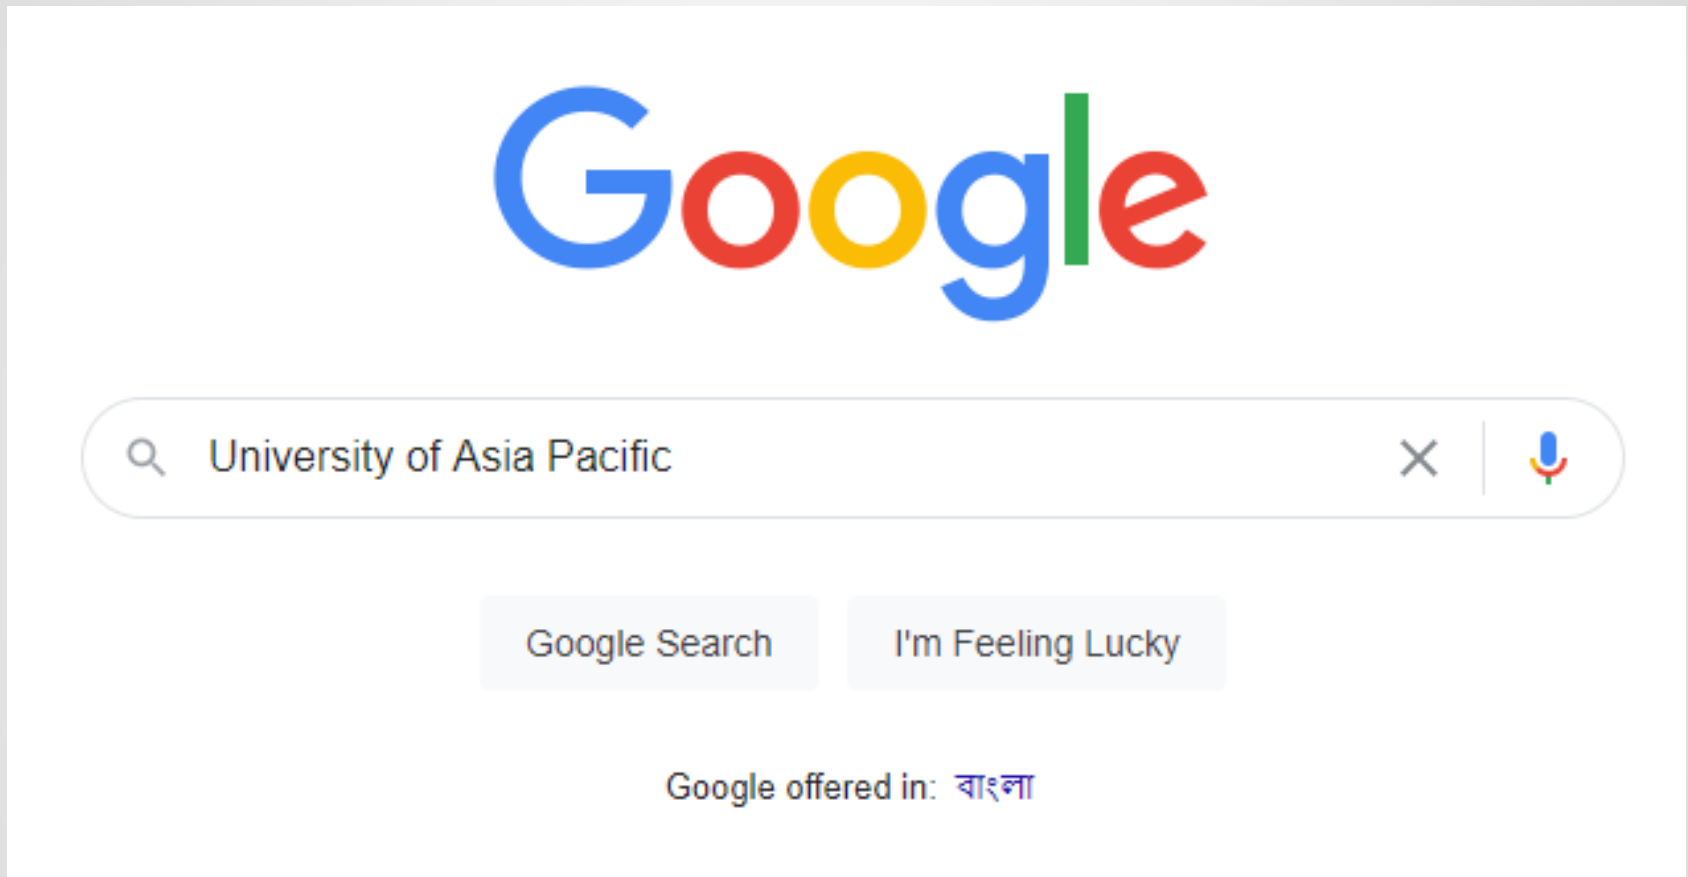 Google
University of Asia Pacific
Google Search
I'm Feeling Lucky
Google offered in: বাংলা